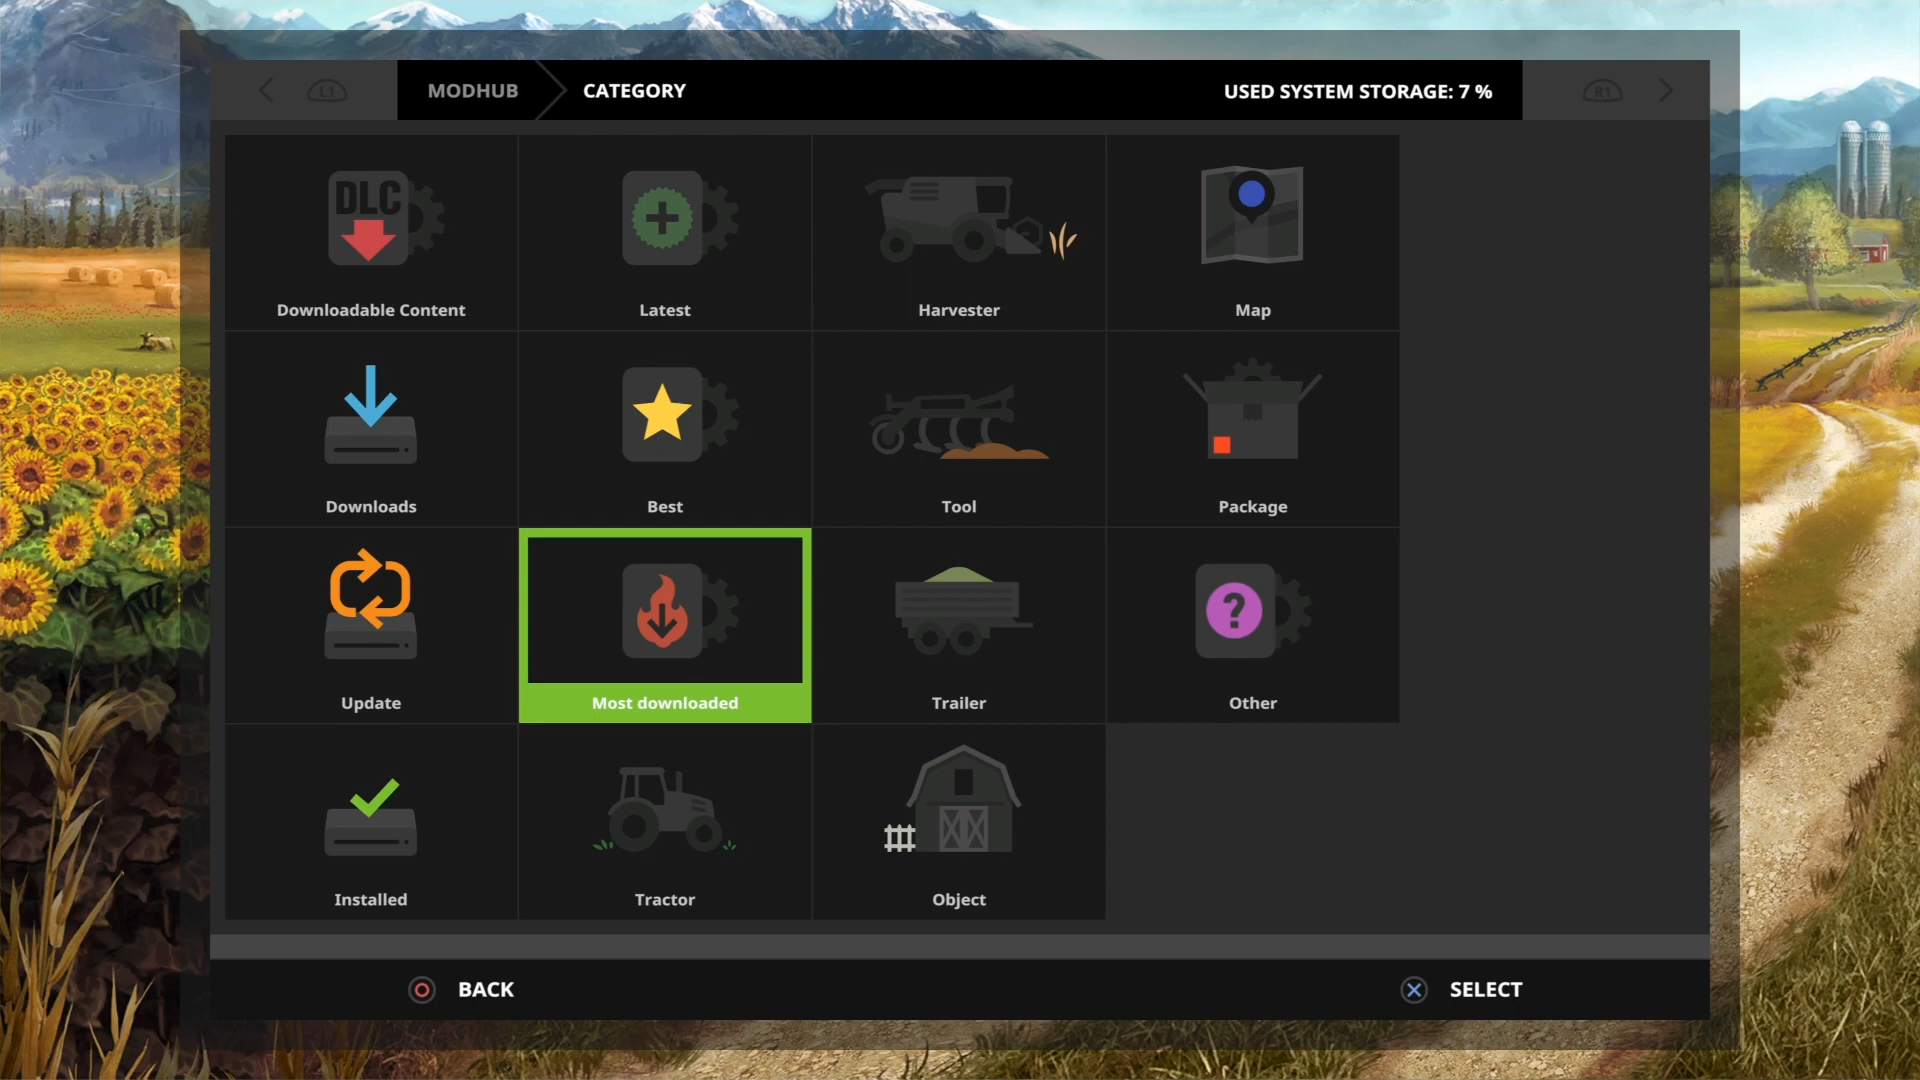 L1
MODHUB
CATEGORY
USED SYSTEM STORAGE: 7 %
R1
DLC
Downloadable Content
Latest
Harvester
Map
Downloads
Best
Tool
Package
Update
Most downloaded
Trailer
?
Other
Installed
Tractor
Object
BACK
SELECT